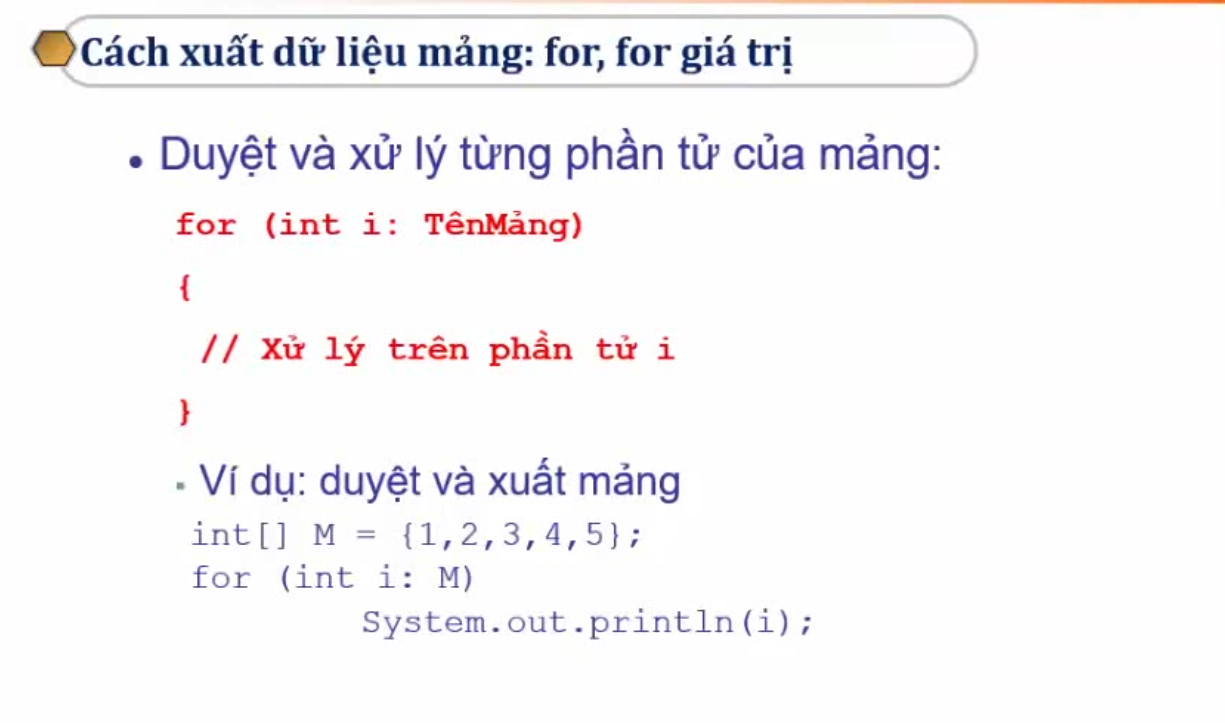 Cách xuất dữ liệu mảng: for, for giá trị
• Duyệt và xử lý từng phần tử của mảng:
for (int i: TênMảng)
{
// Xử lý trên phần tử i
}
▪ Ví dụ: duyệt và xuất mảng
int[] M = {1,2,3,4,5};
for (int i: M)
System.out.println(i);